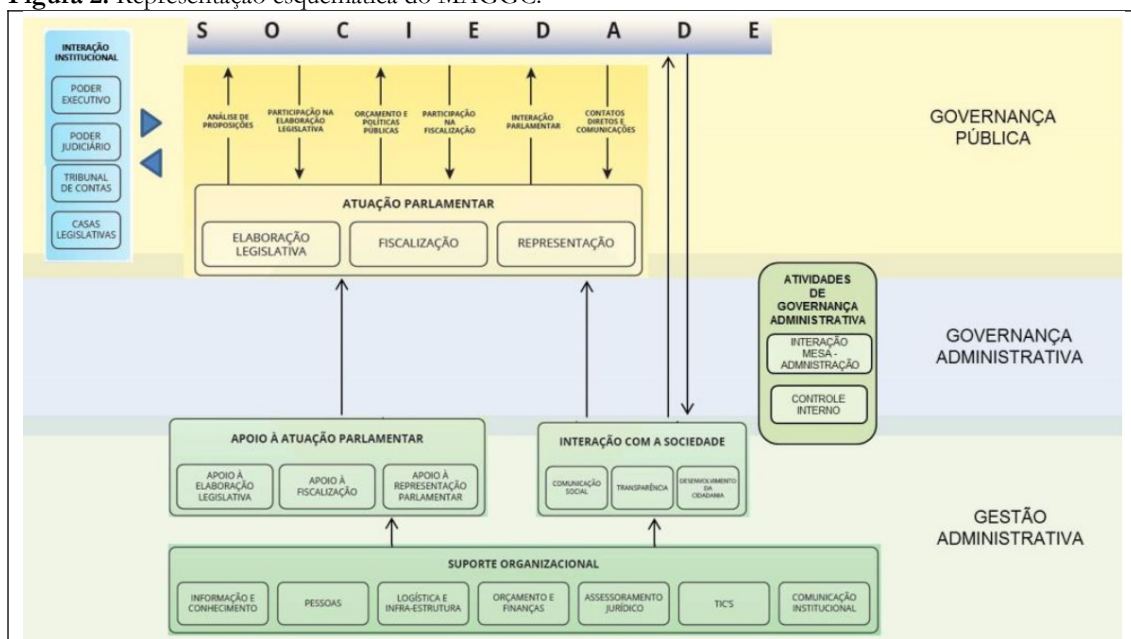 Figura 2. Representação esquemática do MAGGC.
S O C I E D A D E
INTERAÇÃO
INSTITUCIONAL
PODER
EXECUTIVO
PODER
JUDICIÁRIO
TRIBUNAL
DE CONTAS
CASAS
LEGISLATIVAS
ANÁLISE DE
PROPOSIÇÕES
PARTICIPAÇÃO NA
ELABORAÇÃO
LEGISLATIVA
ORÇAMENTO E
POLÍTICAS
PÚBLICAS
PARTICIPAÇÃO
NA
FISCALIZAÇÃO
INTERAÇÃO
PARLAMENTAR
CONTATOS
DIRETOS E
COMUNICAÇÕES
GOVERNANÇA
PÚBLICA
ATUAÇÃO PARLAMENTAR
ELABORAÇÃO
LEGISLATIVA
FISCALIZAÇÃO
REPRESENTAÇÃO
ATIVIDADES
DE
GOVERNANÇA
ADMINISTRATIVA
INTERAÇÃO
MESA -
ADMNISTRAÇÃO
CONTROLE
INTERNO
GOVERNANÇA
ADMINISTRATIVA
APOIO À ATUAÇÃO PARLAMENTAR
APOIO À
ELABORAÇÃO
LEGISLATIVA
APOIO À
FISCALIZAÇÃO
APOIO À
REPRESENTAÇÃO
PARLAMENTAR
INTERAÇÃO COM A SOCIEDADE
COMUNICAÇÃO
SOCIAL
TRANSPARÊNCIA
DESENVOLVIMENTO
DA
CIDADANIA
GESTÃO
ADMINISTRATIVA
SUPORTE ORGANIZACIONAL
INFORMAÇÃO E
CONHECIMENTO
PESSOAS
LOGÍSTICA E
INFRA-ESTRUTURA
ORÇAMENTO E
FINANÇAS
ASSESSORAMENTO
JURÍDICO
TIC'S
COMUNICAÇÃO
INSTITUCIONAL